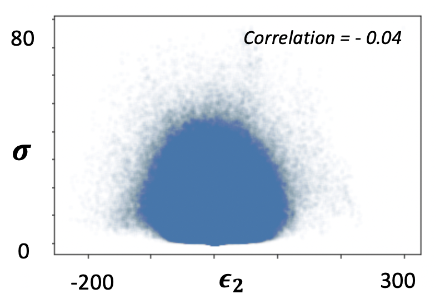 80
Correlation = - 0.04
σ
0
-200
ϵ₂
300